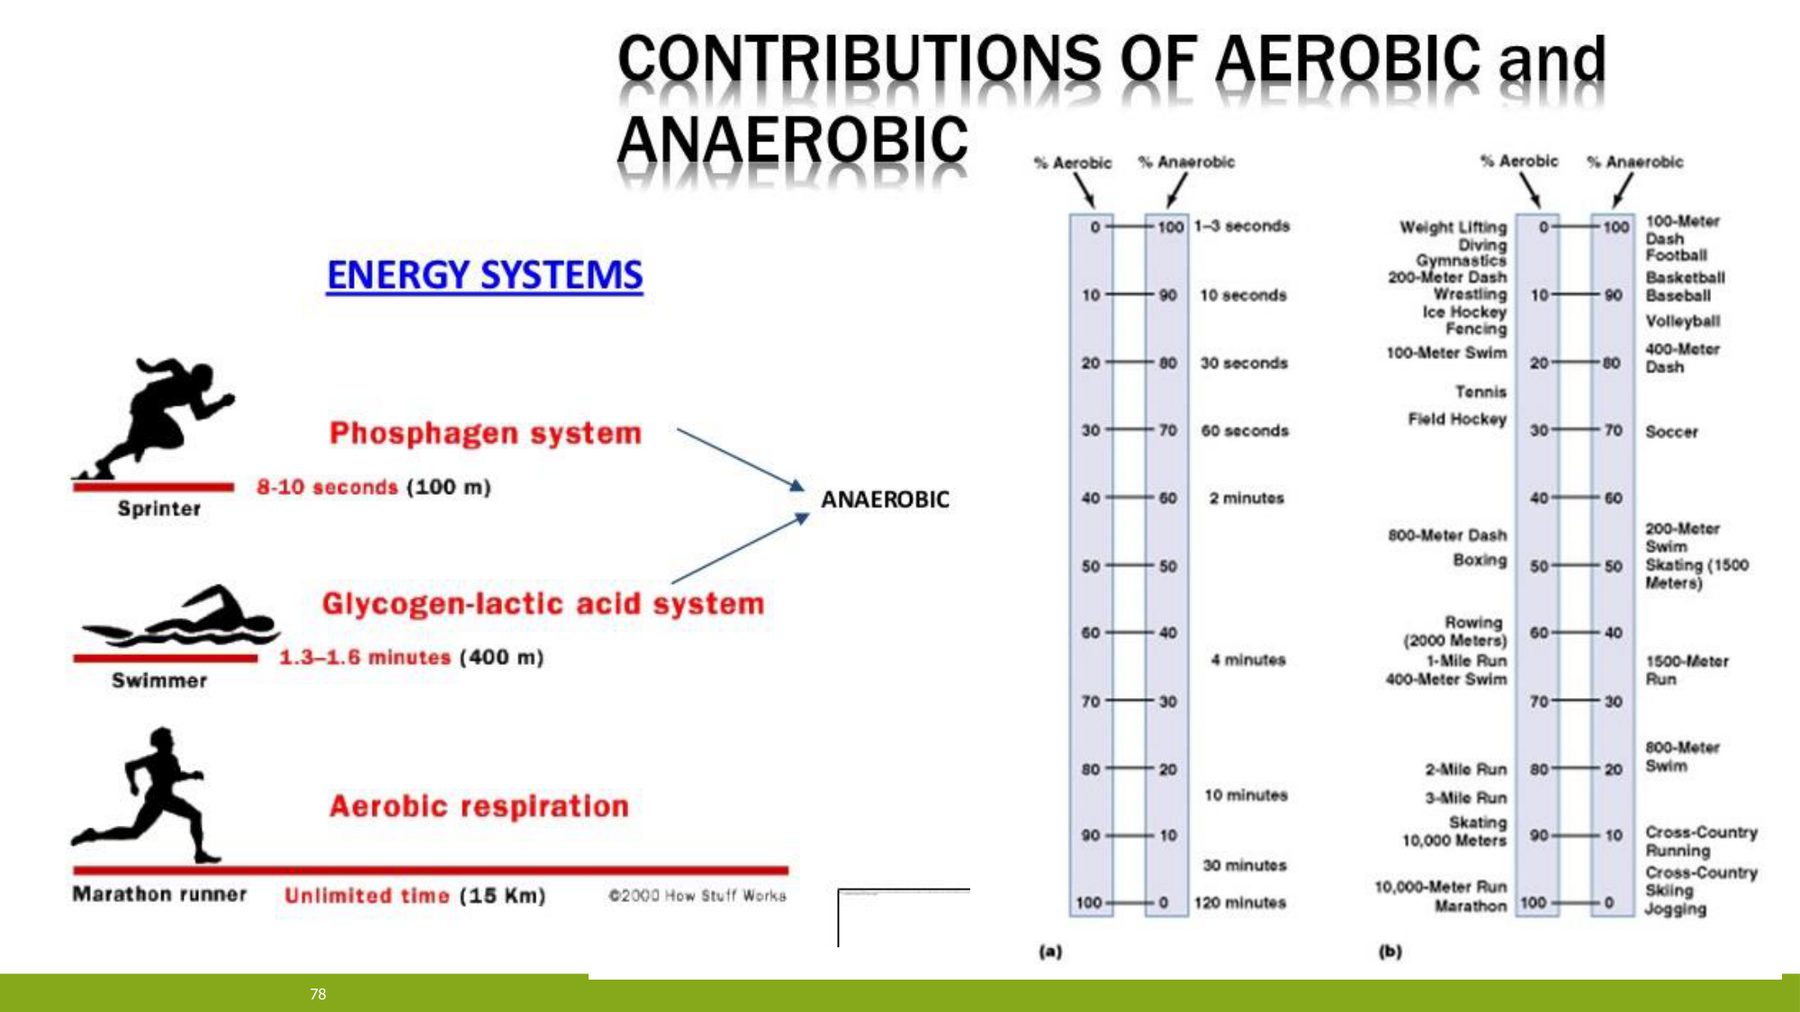 CONTRIBUTIONS OF AEROBIC and
ANAEROBIC
ENERGY SYSTEMS
Phosphagen system
8-10 seconds (100 m)
Sprinter
ANAEROBIC
Glycogen-lactic acid system
1.3–1.6 minutes (400 m)
Swimmer
Aerobic respiration
Marathon runner
Unlimited time (15 Km)
©2000 How Stuff Works
% Aerobic % Anaerobic
0 100 1–3 seconds
10 90 10 seconds
20 80 30 seconds
30 70 60 seconds
40 60 2 minutes
50 50
60 40
4 minutes
70 30
80 20
10 minutes
90 10
30 minutes
100 0 120 minutes
(a)
% Aerobic % Anaerobic
Weight Lifting
Diving
Gymnastics
200-Meter Dash
Wrestling
Ice Hockey
Fencing
100-Meter Swim
Tennis
Field Hockey
800-Meter Dash
Boxing
Rowing
(2000 Meters)
1-Mile Run
400-Meter Swim
2-Mile Run
3-Mile Run
Skating
10,000 Meters
10,000-Meter Run
Marathon
0 100
10 90
20 80
30 70
40 60
50 50
60 40
70 30
80 20
90 10
100 0
100-Meter
Dash
Football
Basketball
Baseball
Volleyball
400-Meter
Dash
Soccer
200-Meter
Swim
Skating (1500
Meters)
1500-Meter
Run
800-Meter
Swim
Cross-Country
Running
Cross-Country
Skiing
Jogging
(b)
78